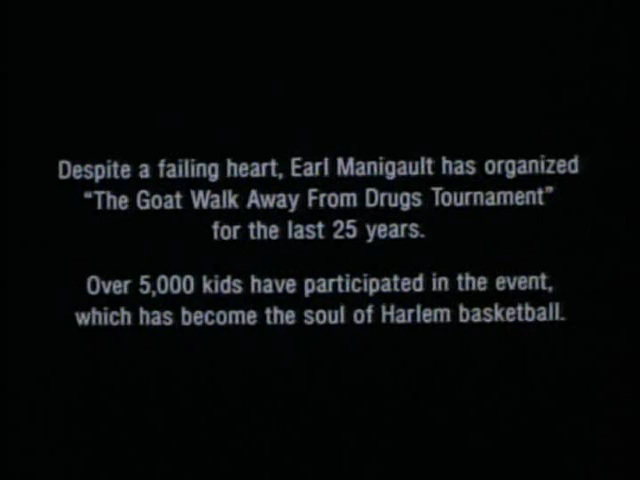 Despite a failing heart, Earl Manigault has organized
"The Goat Walk Away From Drugs Tournament"
for the last 25 years.
Over 5,000 kids have participated in the event,
which has become the soul of Harlem basketball.